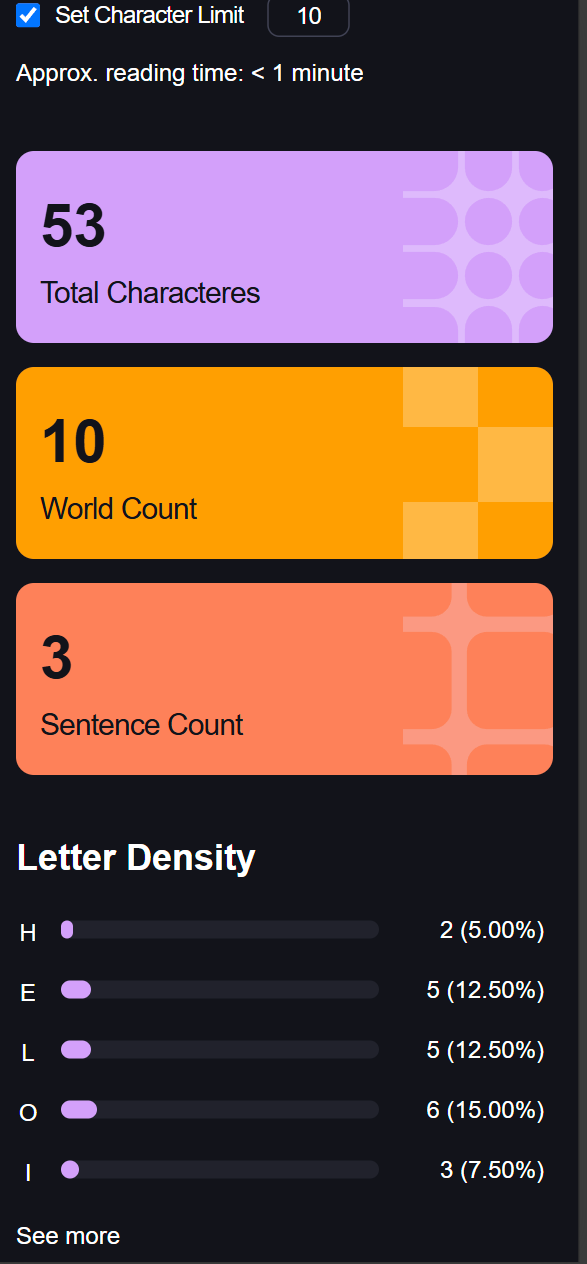 Set Character Limit 10
Approx. reading time: < 1 minute
53
Total Characteres
10
World Count
3
Sentence Count
Letter Density
H 2 (5.00%)
E 5 (12.50%)
L 5 (12.50%)
O 6 (15.00%)
I 3 (7.50%)
See more